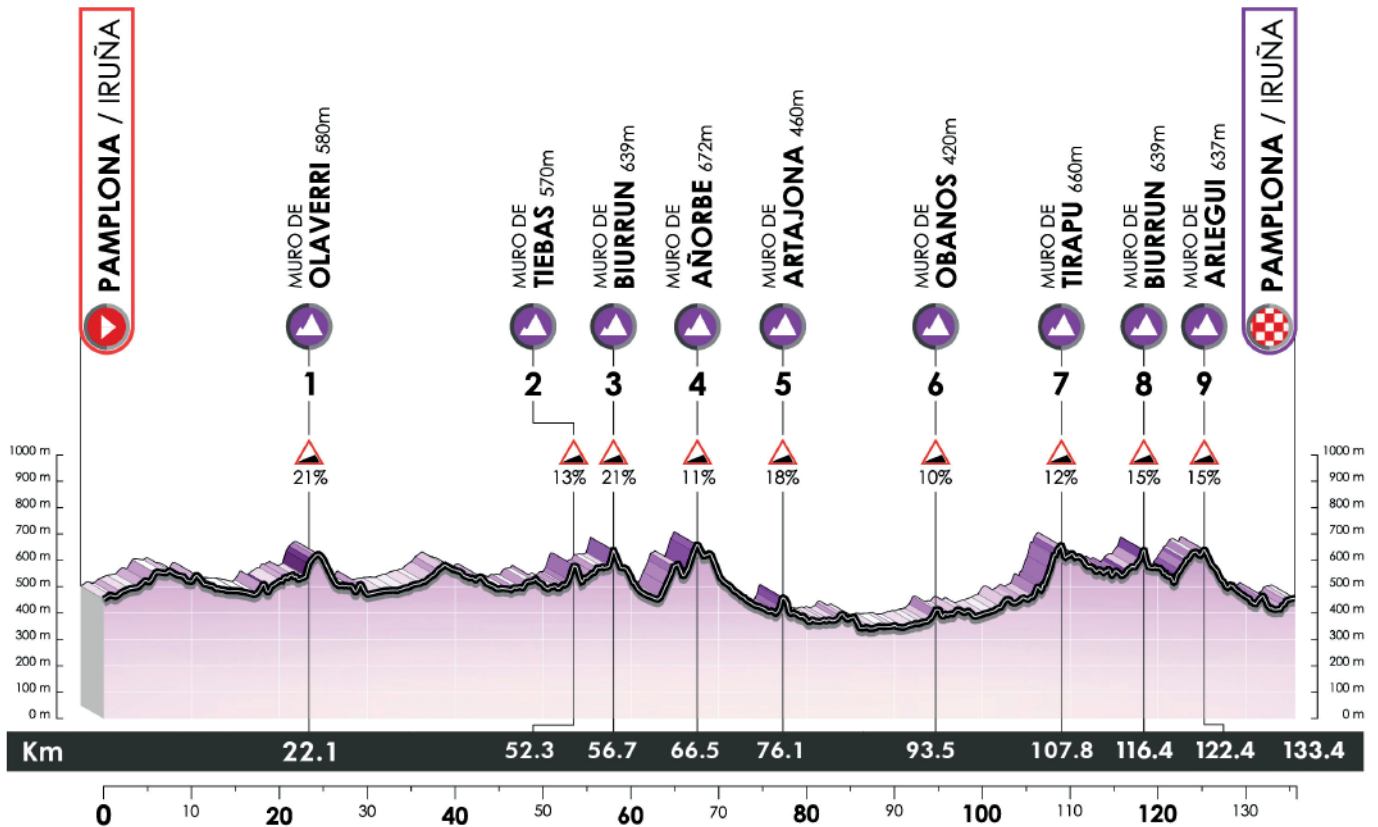 PAMPLONA / IRUÑA
MURO DE
OLAVERRI 580m
MURO DE
TIEBAS 570m
MURO DE
BIURRUN 639m
MURO DE
AÑORBE 672m
MURO DE
ARTAJONA 460m
MURO DE
OBANOS 420m
MURO DE
TIRAPU 660m
MURO DE
BIURRUN 639m
MURO DE
ARLEGUI 637m
PAMPLONA / IRUÑA
1 2 3 4 5 6 7 8 9
21% 13% 21% 11% 18% 10% 12% 15% 15%
1000 m 1000 m
900 m 900 m
800 m 800 m
700 m 700 m
600 m 600 m
500 m 500 m
400 m 400 m
300 m 300 m
200 m 200 m
100 m 100 m
0 m 0 m
Km 22.1 52.3 56.7 66.5 76.1 93.5 107.8 116.4 122.4 133.4
0 10 20 30 40 50 60 70 80 90 100 110 120 130